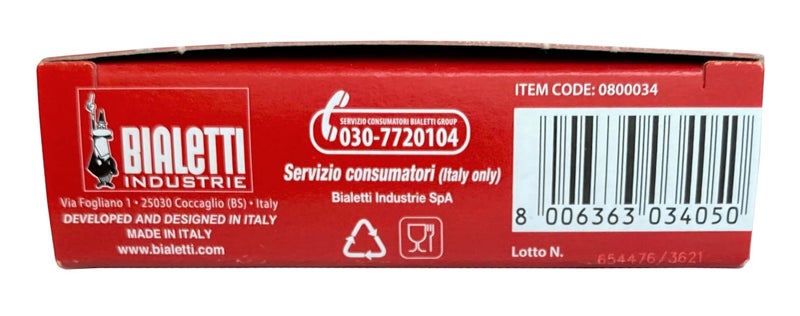 BIALETTI
INDUSTRIE
Via Fogliano 1 • 25030 Coccaglio (BS) • Italy
DEVELOPED AND DESIGNED IN ITALY
MADE IN ITALY
www.bialetti.com
SERVIZIO CONSUMATORI BIALETTI GROUP
030-7720104
Servizio consumatori (Italy only)
Bialetti Industrie SpA
ITEM CODE: 0800034
8 006363 034050
Lotto N. 654476/3621